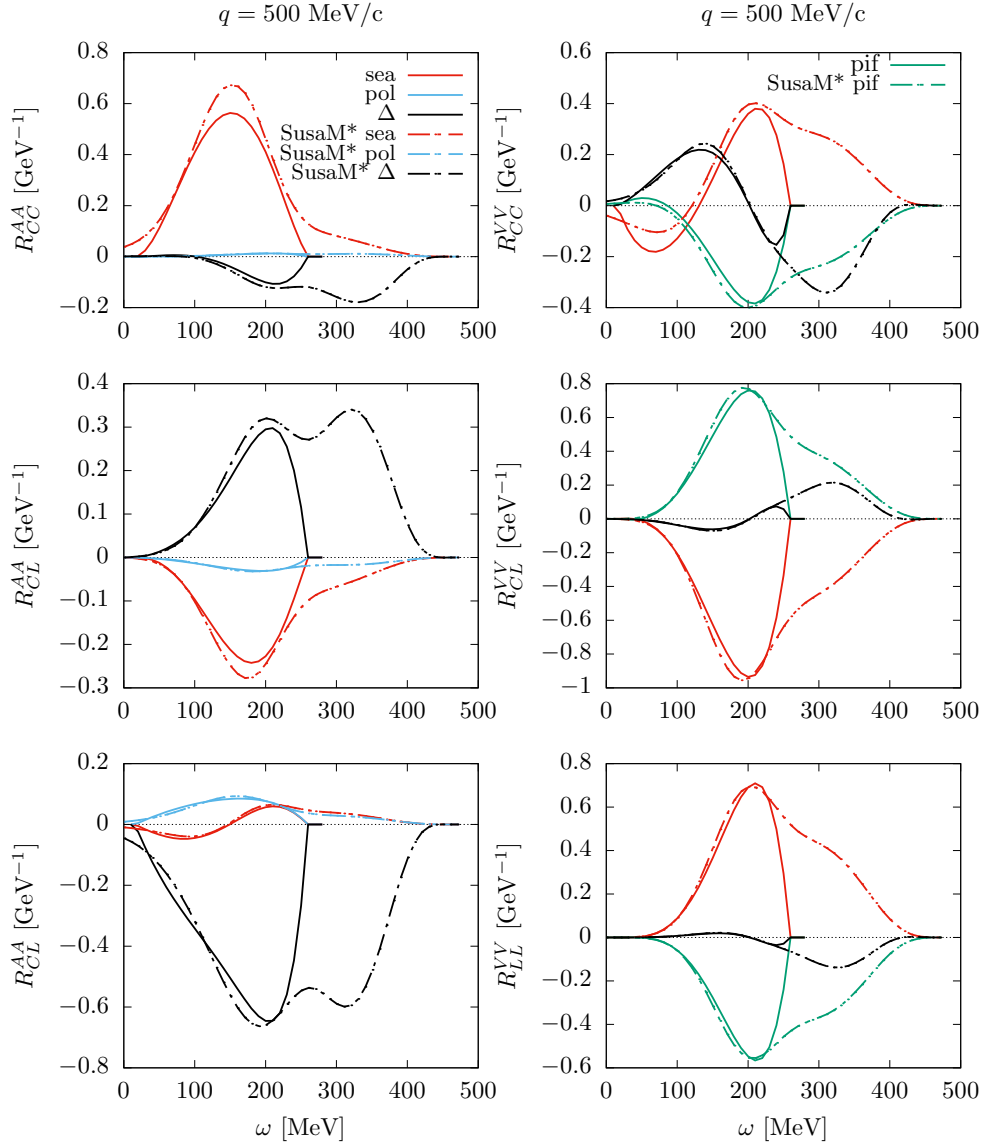 q = 500 MeV/c
q = 500 MeV/c
R_{CC}^{AA} [GeV^{−1}]
0.8
0.6
0.4
0.2
0
−0.2
0 100 200 300 400 500
sea
pol
Δ
SusaM* sea
SusaM* pol
SusaM* Δ
R_{CC}^{VV} [GeV^{−1}]
0.6
0.4
0.2
0
−0.2
−0.4
0 100 200 300 400 500
pif
SusaM* pif
R_{CL}^{AA} [GeV^{−1}]
0.4
0.3
0.2
0.1
0
−0.1
−0.2
−0.3
0 100 200 300 400 500
R_{CL}^{VV} [GeV^{−1}]
0.8
0.6
0.4
0.2
0
−0.2
−0.4
−0.6
−0.8
−1
0 100 200 300 400 500
R_{CL}^{AA} [GeV^{−1}]
0.2
0
−0.2
−0.4
−0.6
−0.8
0 100 200 300 400 500
ω [MeV]
R_{LL}^{VV} [GeV^{−1}]
0.8
0.6
0.4
0.2
0
−0.2
−0.4
−0.6
0 100 200 300 400 500
ω [MeV]